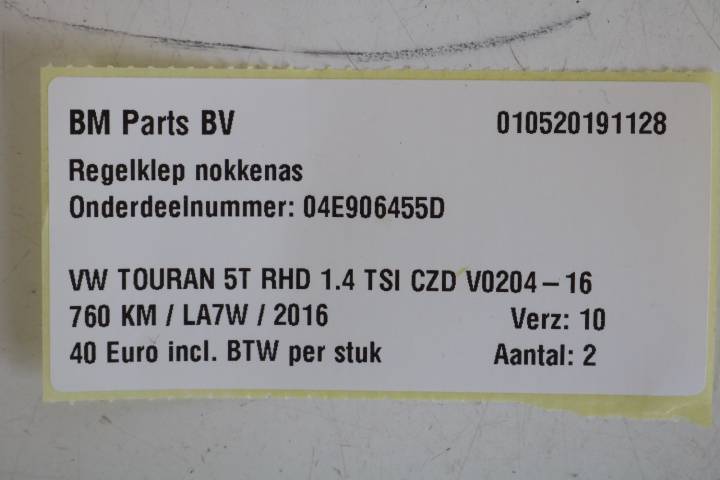 BM Parts BV 010520191128
Regelklep nokkenas
Onderdeelnummer: 04E906455D
VW TOURAN 5T RHD 1.4 TSI CZD V0204-16
760 KM / LA7W / 2016 Verz: 10
40 Euro incl. BTW per stuk Aantal: 2